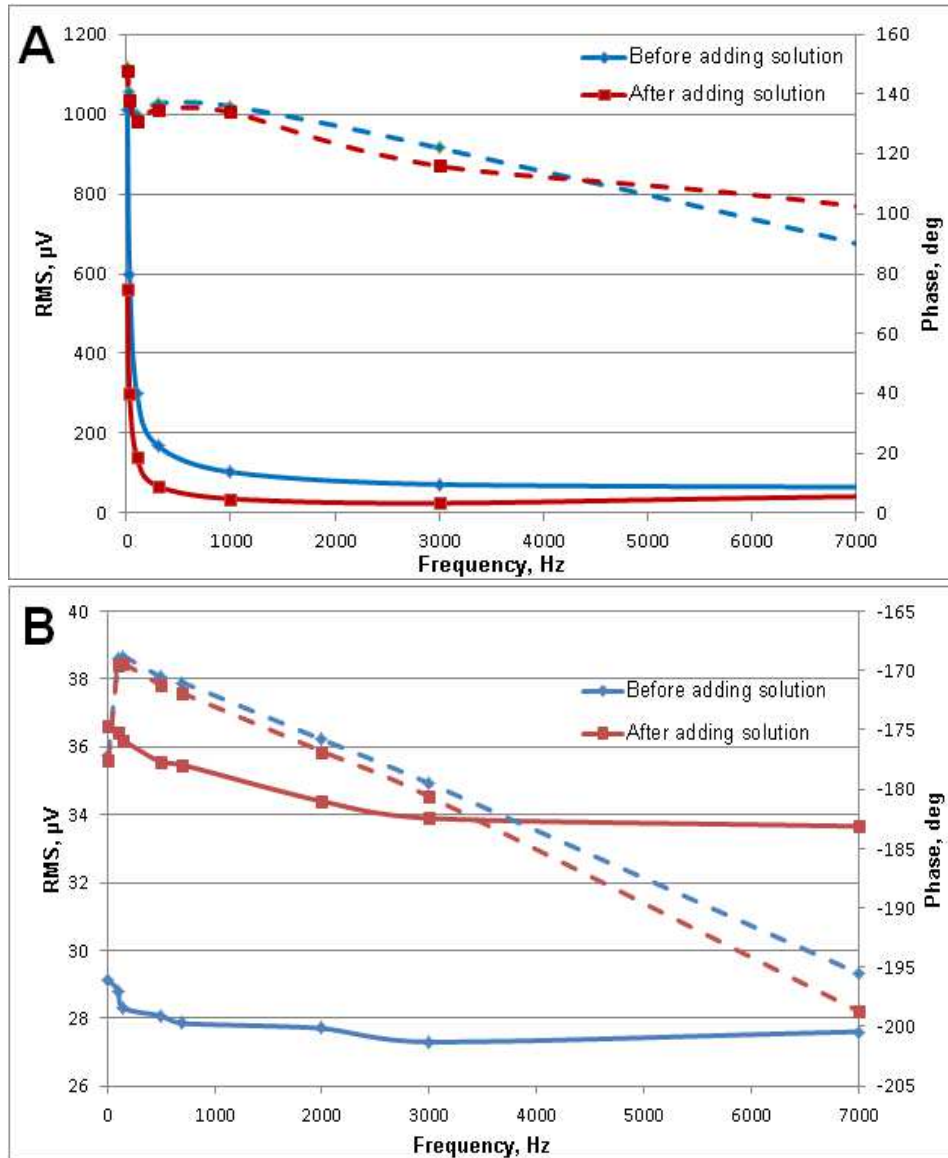 A
1200
1000
800
600
400
200
0
RMS, µV
160
140
120
100
80
60
40
20
0
Phase, deg
Before adding solution
After adding solution
0 1000 2000 3000 4000 5000 6000 7000
Frequency, Hz
B
40
38
36
34
32
30
28
26
RMS, µV
-165
-170
-175
-180
-185
-190
-195
-200
-205
Phase, deg
Before adding solution
After adding solution
0 1000 2000 3000 4000 5000 6000 7000
Frequency, Hz